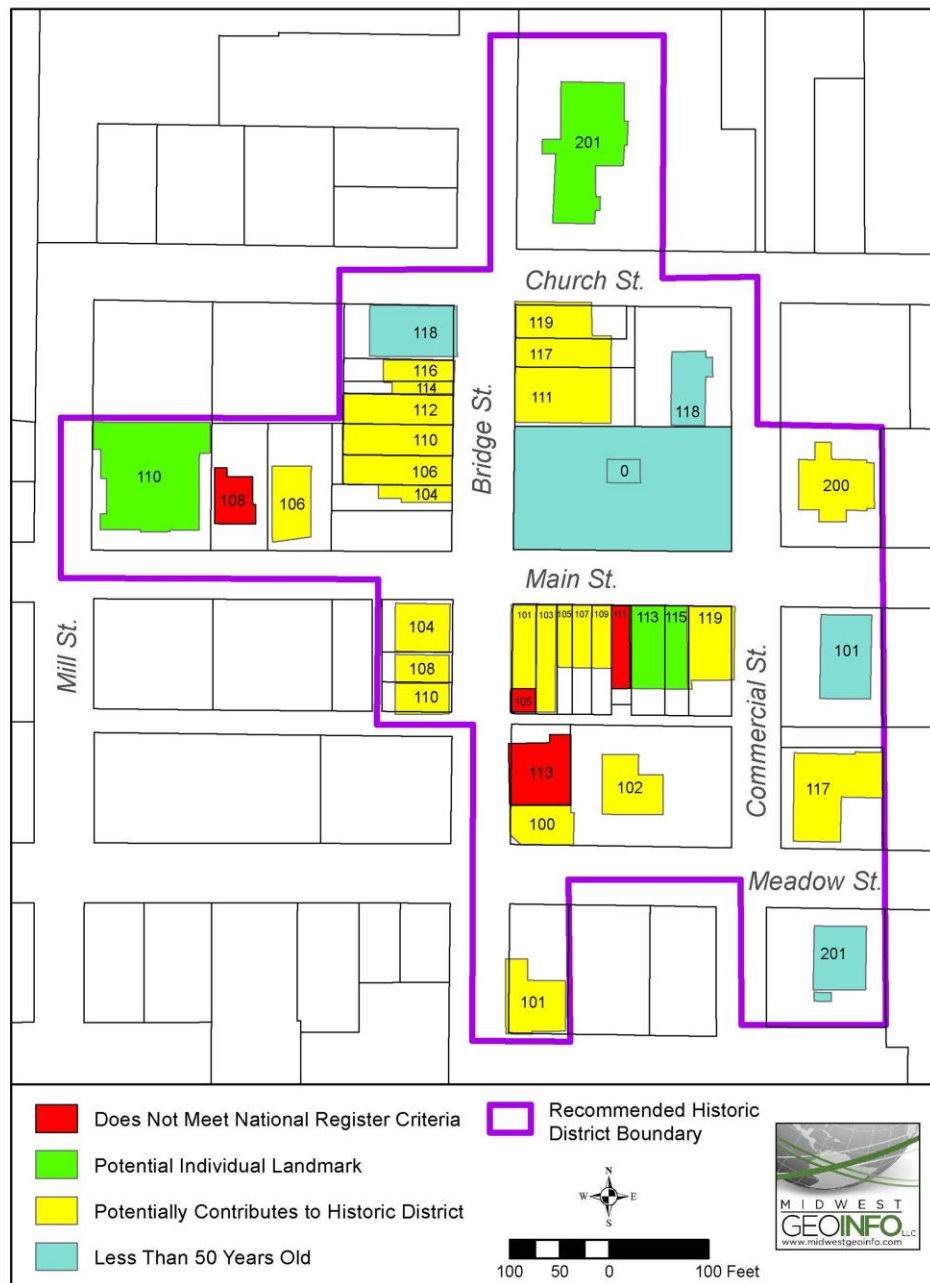 201
Church St.
118
119
116
117
114
111
118
112
110
110
108
106
106
104
Bridge St.
0
200
Main St.
Mill St.
104
108
110
101
103
105
107
109
111
113
115
119
105
Commercial St.
101
113
102
117
100
Meadow St.
101
201
Does Not Meet National Register Criteria
Potential Individual Landmark
Potentially Contributes to Historic District
Less Than 50 Years Old
Recommended Historic
District Boundary
N
W E
S
100 50 0 100 Feet
MIDWEST
GEOINFO LLC
www.midwestgeoinfo.com